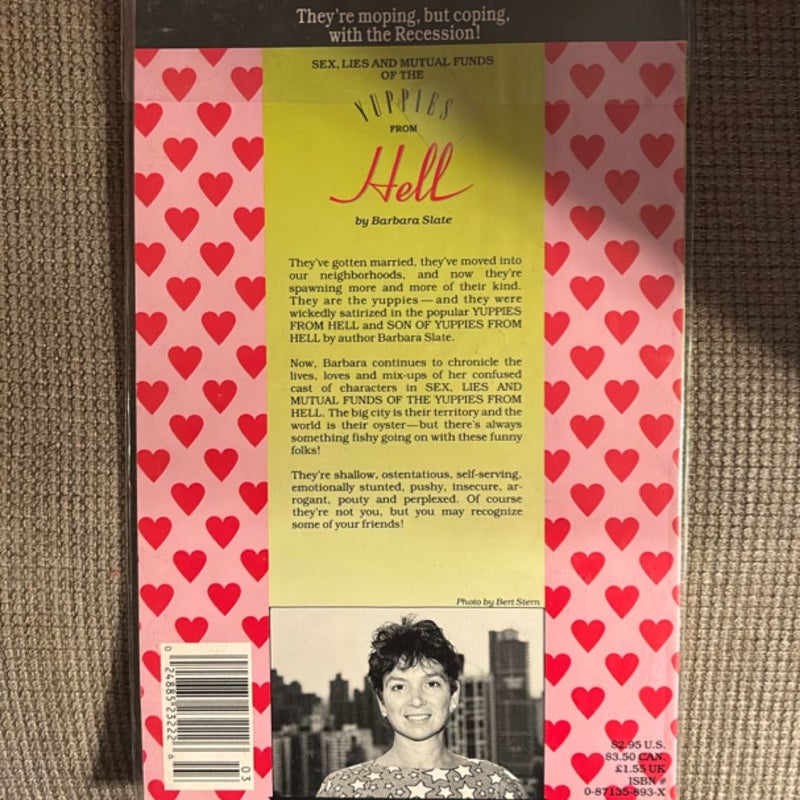 They're moping, but coping,
with the Recession!
SEX, LIES AND MUTUAL FUNDS
OF THE
YUPPIES
FROM
Hell
by Barbara Slate
They've gotten married, they've moved into
our neighborhoods, and now they're
spawning more and more of their kind.
They are the yuppies—and they were
wickedly satirized in the popular YUPPIES
FROM HELL and SON OF YUPPIES FROM
HELL by author Barbara Slate.
Now, Barbara continues to chronicle the
lives, loves and mix-ups of her confused
cast of characters in SEX, LIES AND
MUTUAL FUNDS OF THE YUPPIES FROM
HELL. The big city is their territory and the
world is their oyster—but there's always
something fishy going on with these funny
folks!
They're shallow, ostentatious, self-serving,
emotionally stunted, pushy, insecure, ar-
rogant, pouty and perplexed. Of course
they're not you, but you may recognize
some of your friends!
Photo by Bert Stern
0 24885 23222 6
03
$2.95 U.S.
$3.50 CAN.
£1.55 UK
ISBN #
0-87135-893-X